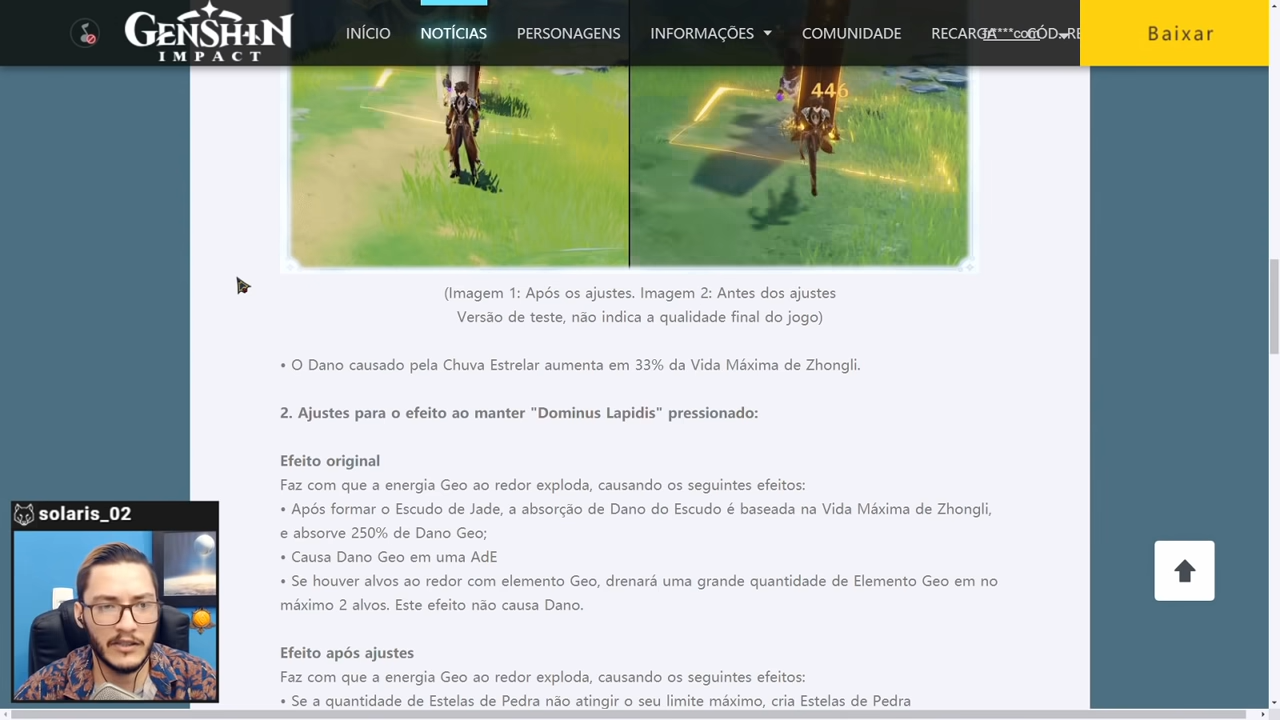 GENSHIN
IMPACT
INÍCIO
NOTÍCIAS
PERSONAGENS
INFORMAÇÕES
COMUNIDADE
RECARGA
CÓD. RE
Baixar
446
(Imagem 1: Após os ajustes. Imagem 2: Antes dos ajustes
Versão de teste, não indica a qualidade final do jogo)
• O Dano causado pela Chuva Estrelar aumenta em 33% da Vida Máxima de Zhongli.
2. Ajustes para o efeito ao manter "Dominus Lapidis" pressionado:
Efeito original
Faz com que a energia Geo ao redor exploda, causando os seguintes efeitos:
• Após formar o Escudo de Jade, a absorção de Dano do Escudo é baseada na Vida Máxima de Zhongli,
e absorve 250% de Dano Geo;
• Causa Dano Geo em uma AdE
• Se houver alvos ao redor com elemento Geo, drenará uma grande quantidade de Elemento Geo em no
máximo 2 alvos. Este efeito não causa Dano.
solaris_02
Efeito após ajustes
Faz com que a energia Geo ao redor exploda, causando os seguintes efeitos:
• Se a quantidade de Estelas de Pedra não atingir o seu limite máximo, cria Estelas de Pedra